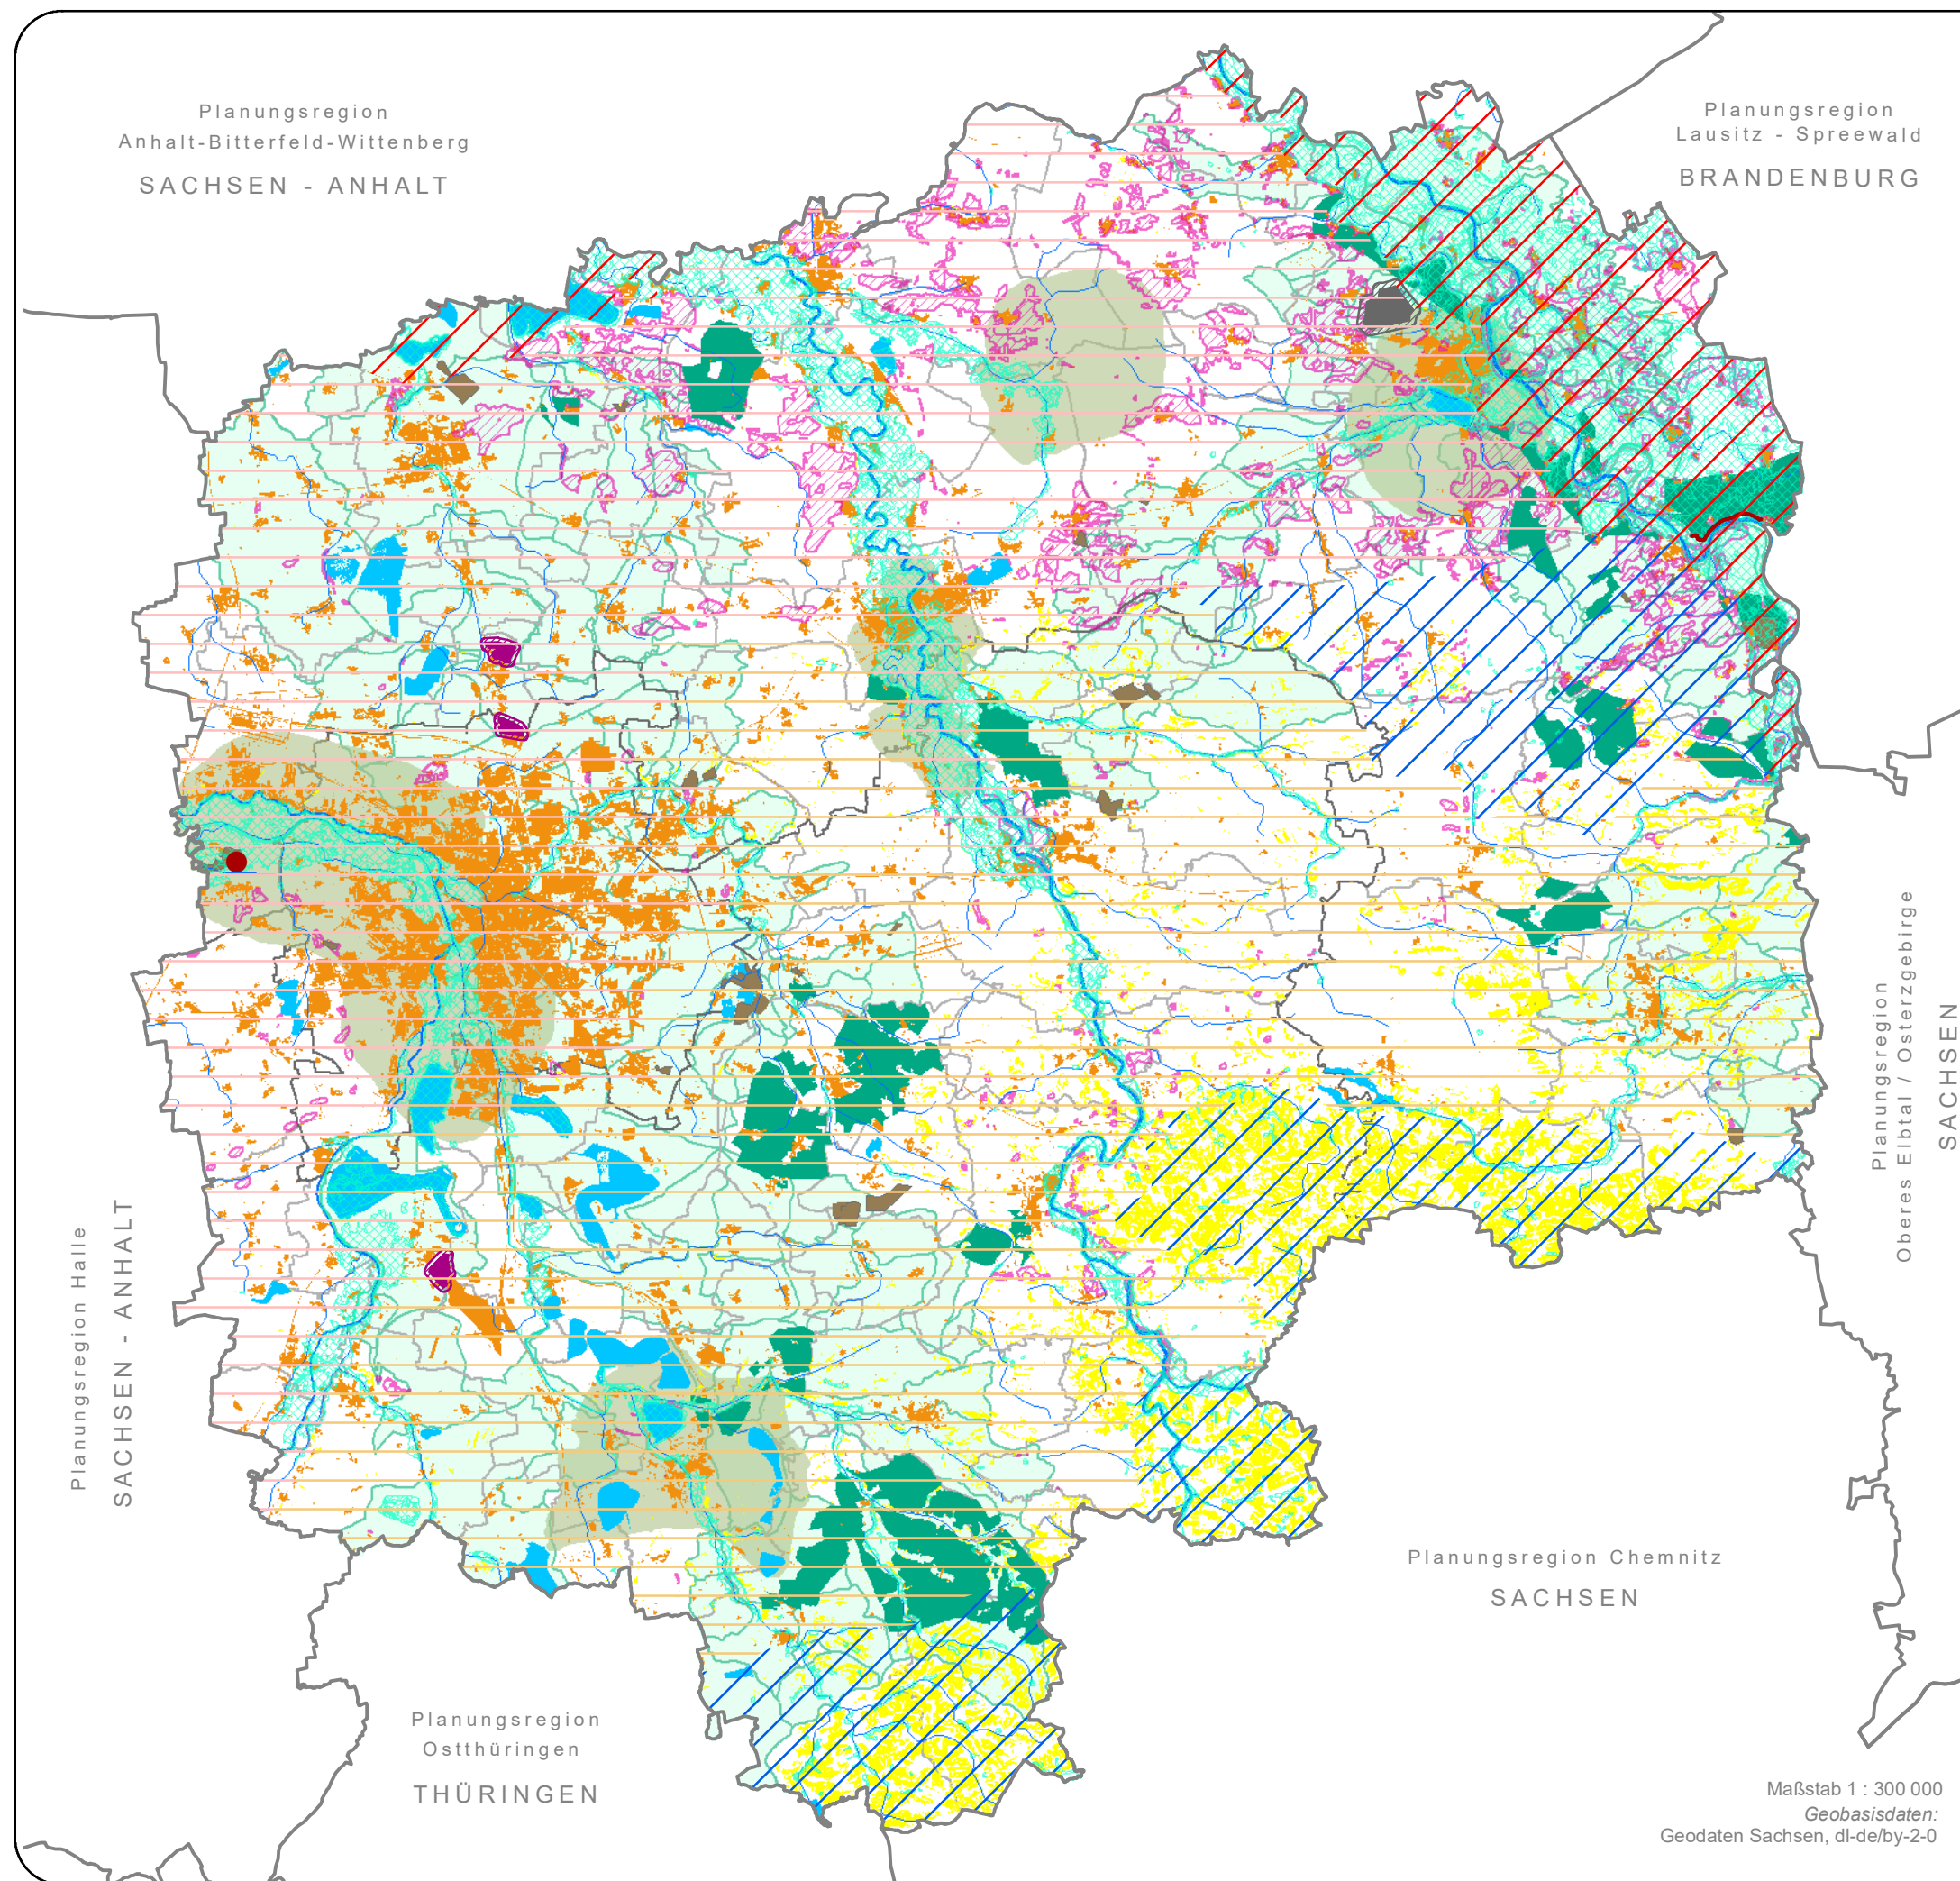 Planungsregion
Anhalt-Bitterfeld-Wittenberg
SACHSEN - ANHALT
Planungsregion
Lausitz - Spreewald
BRANDENBURG
Planungsregion
Oberes Elbtal / Osterzgebirge
SACHSEN
Planungsregion Halle
SACHSEN - ANHALT
Planungsregion Chemnitz
SACHSEN
Planungsregion
Ostthüringen
THÜRINGEN
Maßstab 1 : 300 000
Geobasisdaten:
Geodaten Sachsen, dl-de/by-2-0